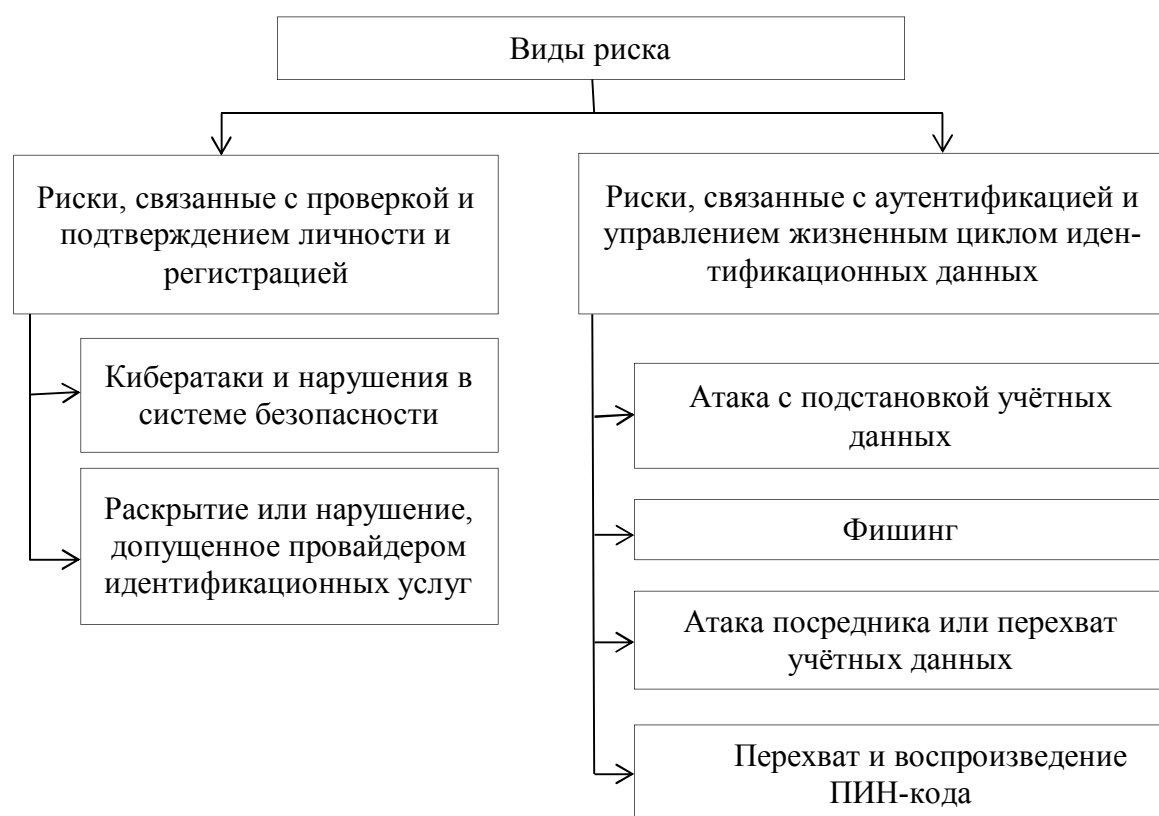 Виды риска
Риски, связанные с проверкой и
подтверждением личности и
регистрацией
Кибератаки и нарушения в
системе безопасности
Раскрытие или нарушение,
допущенное провайдером
идентификационных услуг
Риски, связанные с аутентификацией и
управлением жизненным циклом иден-
тификационных данных
Атака с подстановкой учётных
данных
Фишинг
Атака посредника или перехват
учётных данных
Перехват и воспроизведение
ПИН-кода